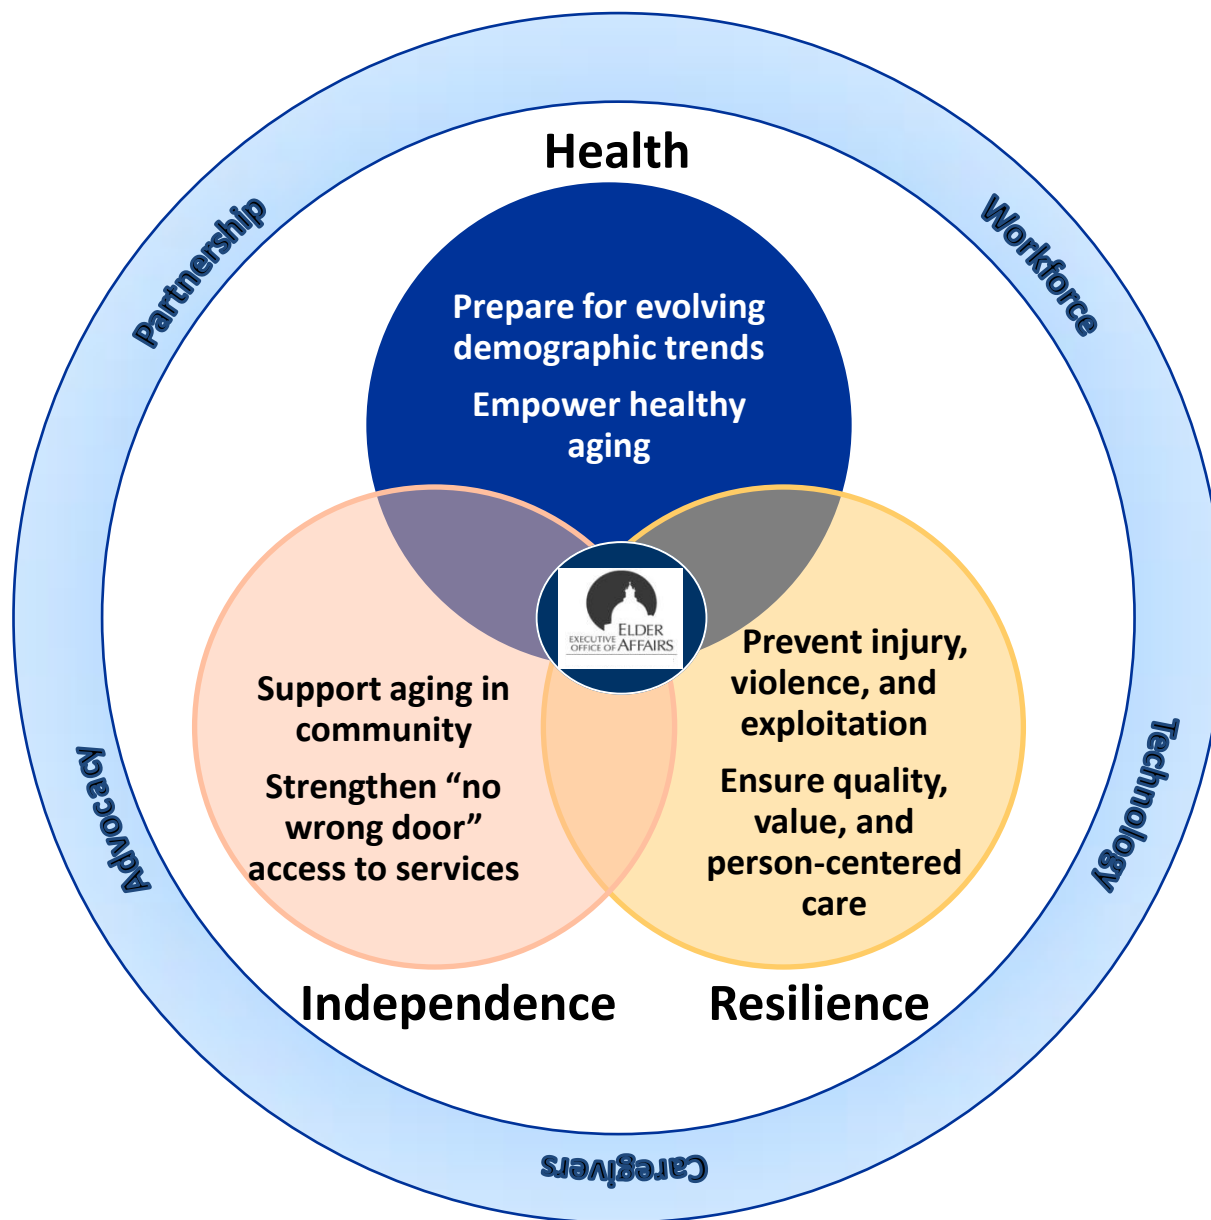 Health
Partnership
Workforce
Prepare for evolving
demographic trends
Empower healthy
aging
EXECUTIVE ELDER
OFFICE OF AFFAIRS
Support aging in
community
Strengthen “no
wrong door”
access to services
Prevent injury,
violence, and
exploitation
Ensure quality,
value, and
person-centered
care
Advocacy
Technology
Independence
Resilience
Caregivers